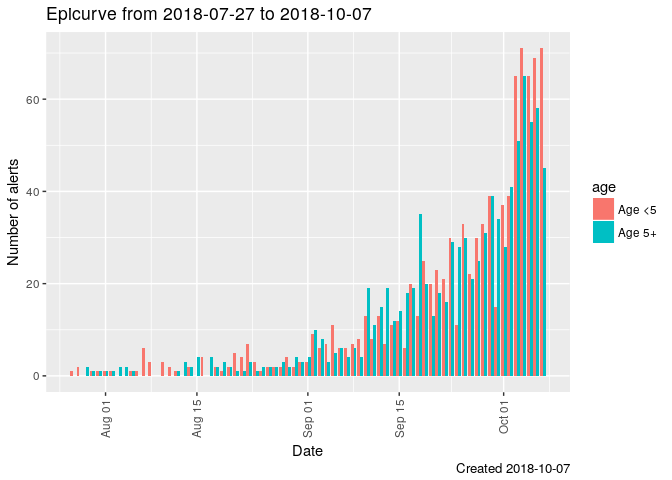 Epicurve from 2018-07-27 to 2018-10-07
Number of alerts
60
40
20
0
Aug 01
Aug 15
Sep 01
Sep 15
Oct 01
Date
age
Age <5
Age 5+
Created 2018-10-07